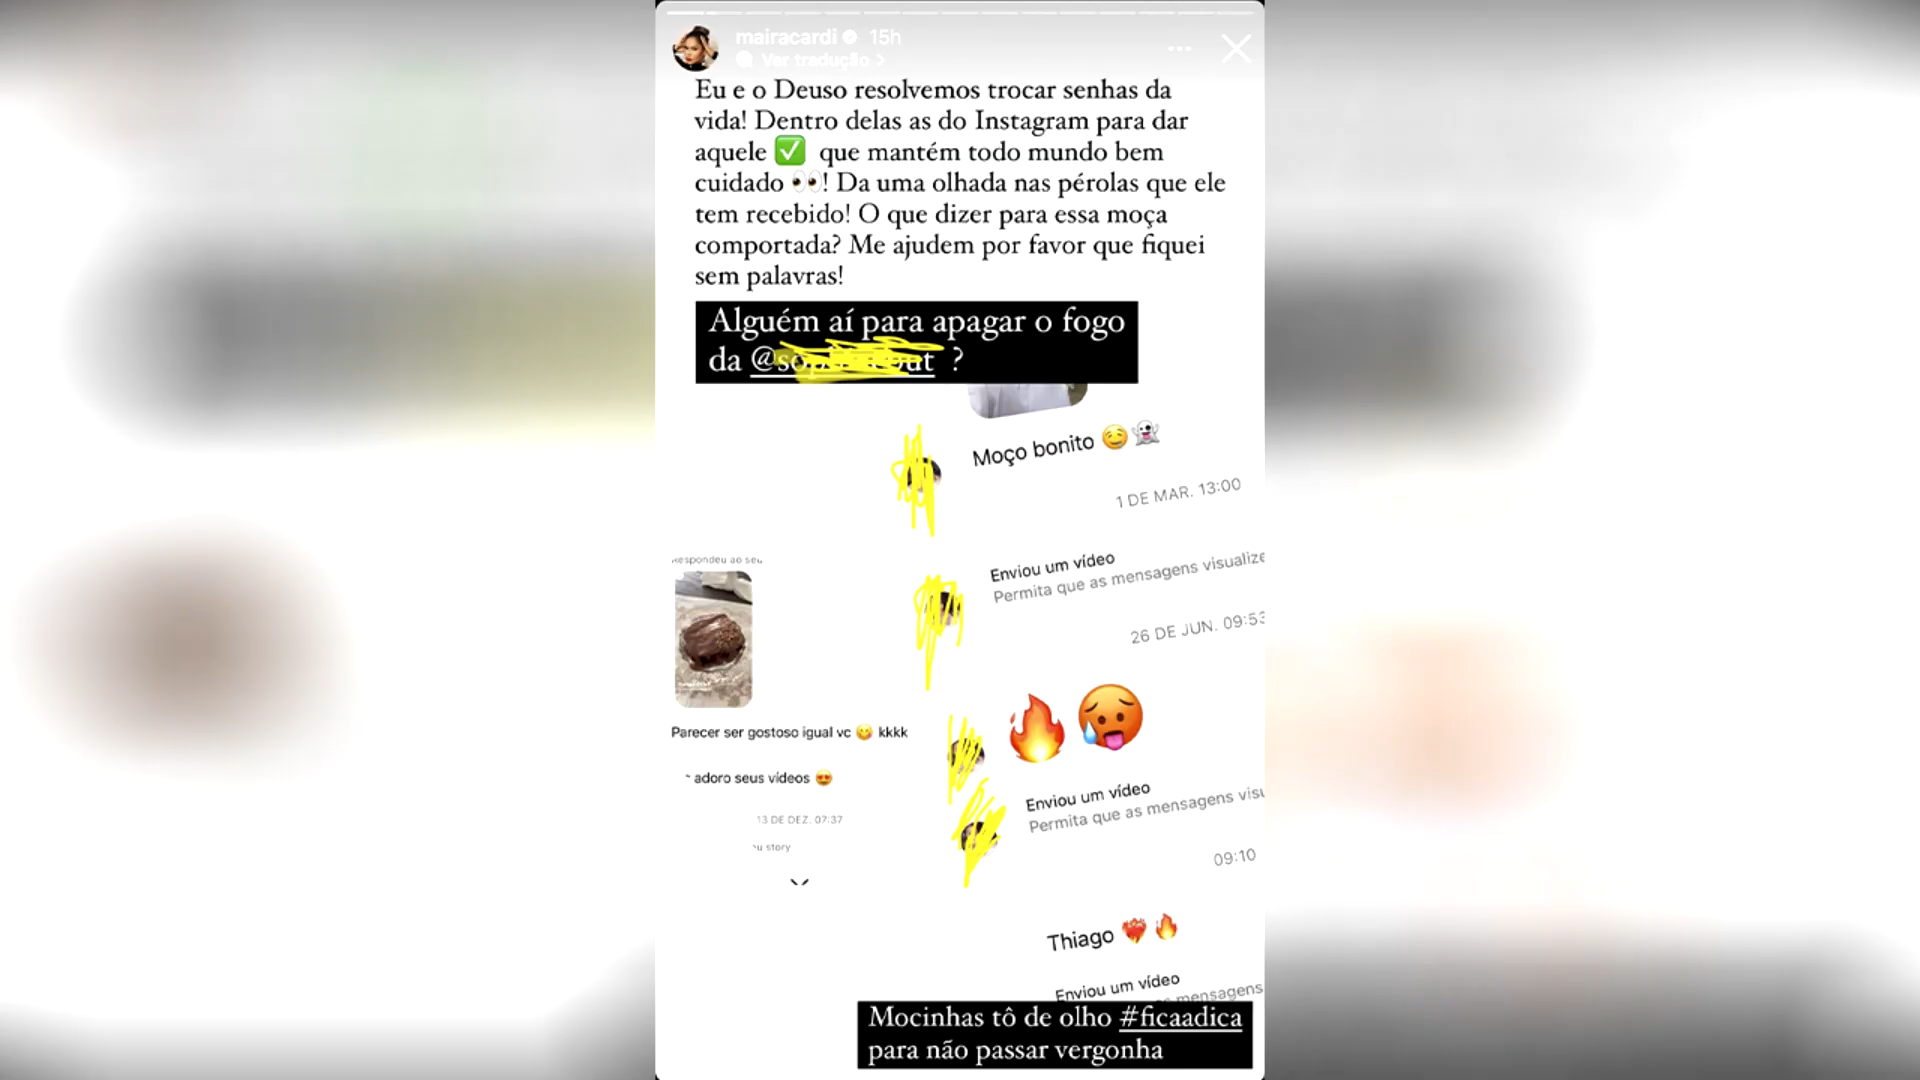 mairacardi 15h
Ver tradução
Eu e o Deuso resolvemos trocar senhas da
vida! Dentro delas as do Instagram para dar
aquele ✅ que mantém todo mundo bem
cuidado 👀! Da uma olhada nas pérolas que ele
tem recebido! O que dizer para essa moça
comportada? Me ajudem por favor que fiquei
sem palavras!
Alguém aí para apagar o fogo
da ?
Moço bonito 🤤👻
1 DE MAR. 13:00
Enviou um vídeo
Permita que as mensagens visualize
26 DE JUN. 09:53
🔥 🥵
Enviou um vídeo
Permita que as mensagens visu
09:10
Thiago ❤️‍🔥 🔥
Enviou um vídeo
mensagens
espondeu ao seu
Parecer ser gostoso igual vc 😋 kkkk
adoro seus vídeos 😍
13 DE DEZ. 07:37
u story
Mocinhas tô de olho #ficaadica
para não passar vergonha